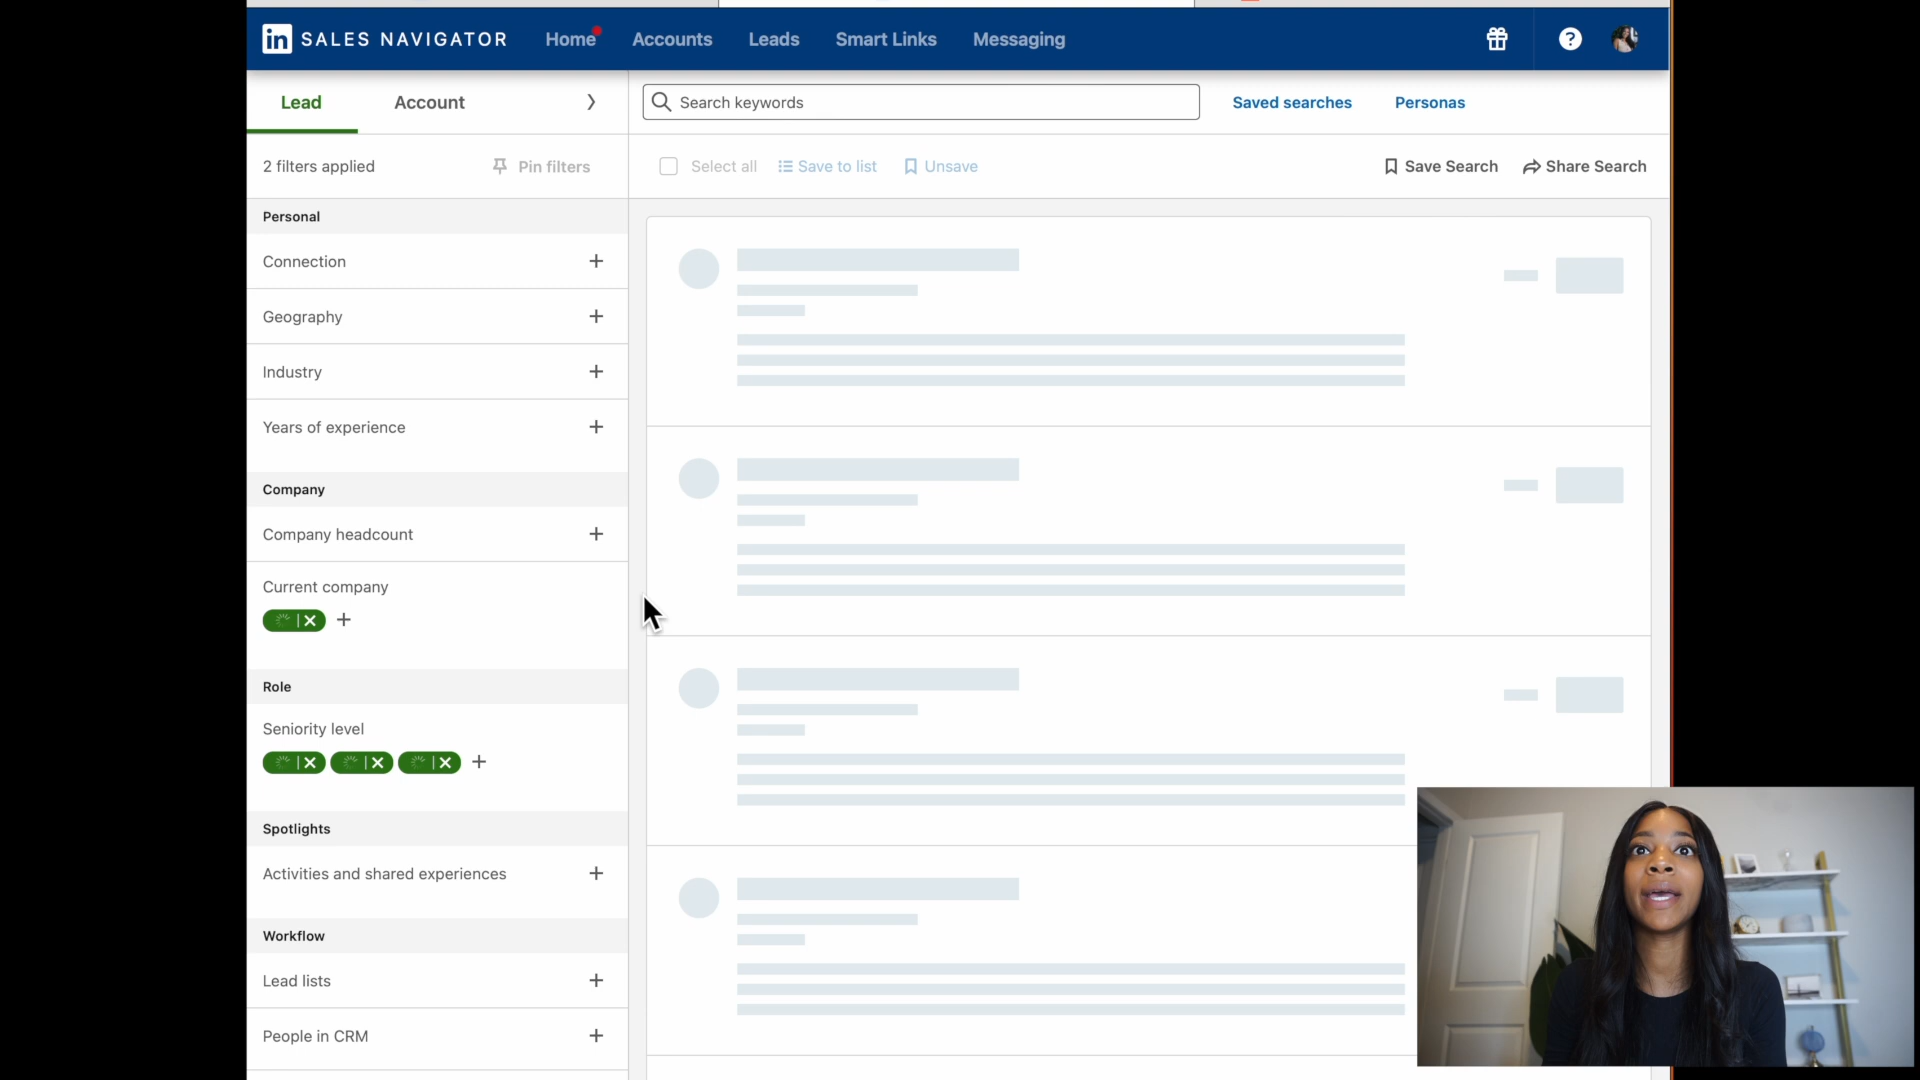 in SALES NAVIGATOR Home Accounts Leads Smart Links Messaging ?
Lead Account Search keywords Saved searches Personas
2 filters applied Pin filters Select all Save to list Unsave Save Search Share Search
Personal
Connection
Geography
Industry
Years of experience
Company
Company headcount
Current company
Role
Seniority level
Spotlights
Activities and shared experiences
Workflow
Lead lists
People in CRM